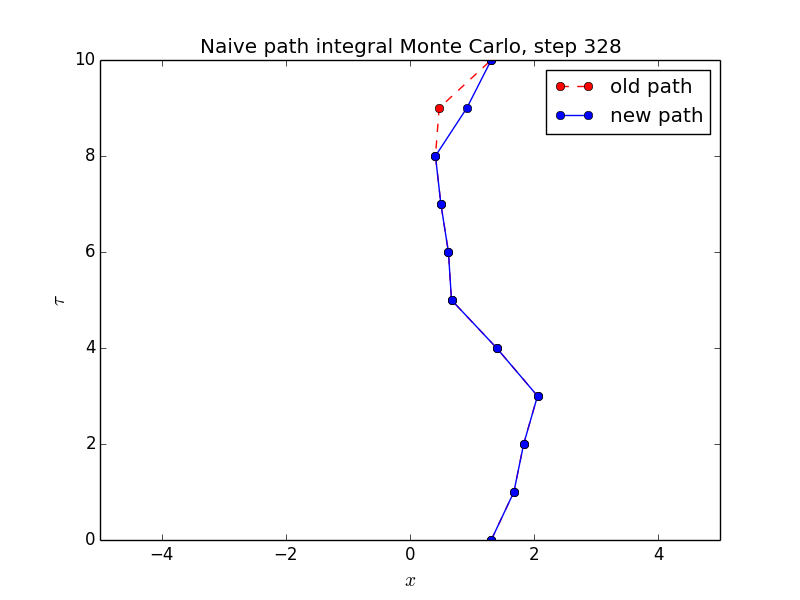 Naive path integral Monte Carlo, step 328
old path
new path
10
8
6
4
2
0
τ
−4 −2 0 2 4
x